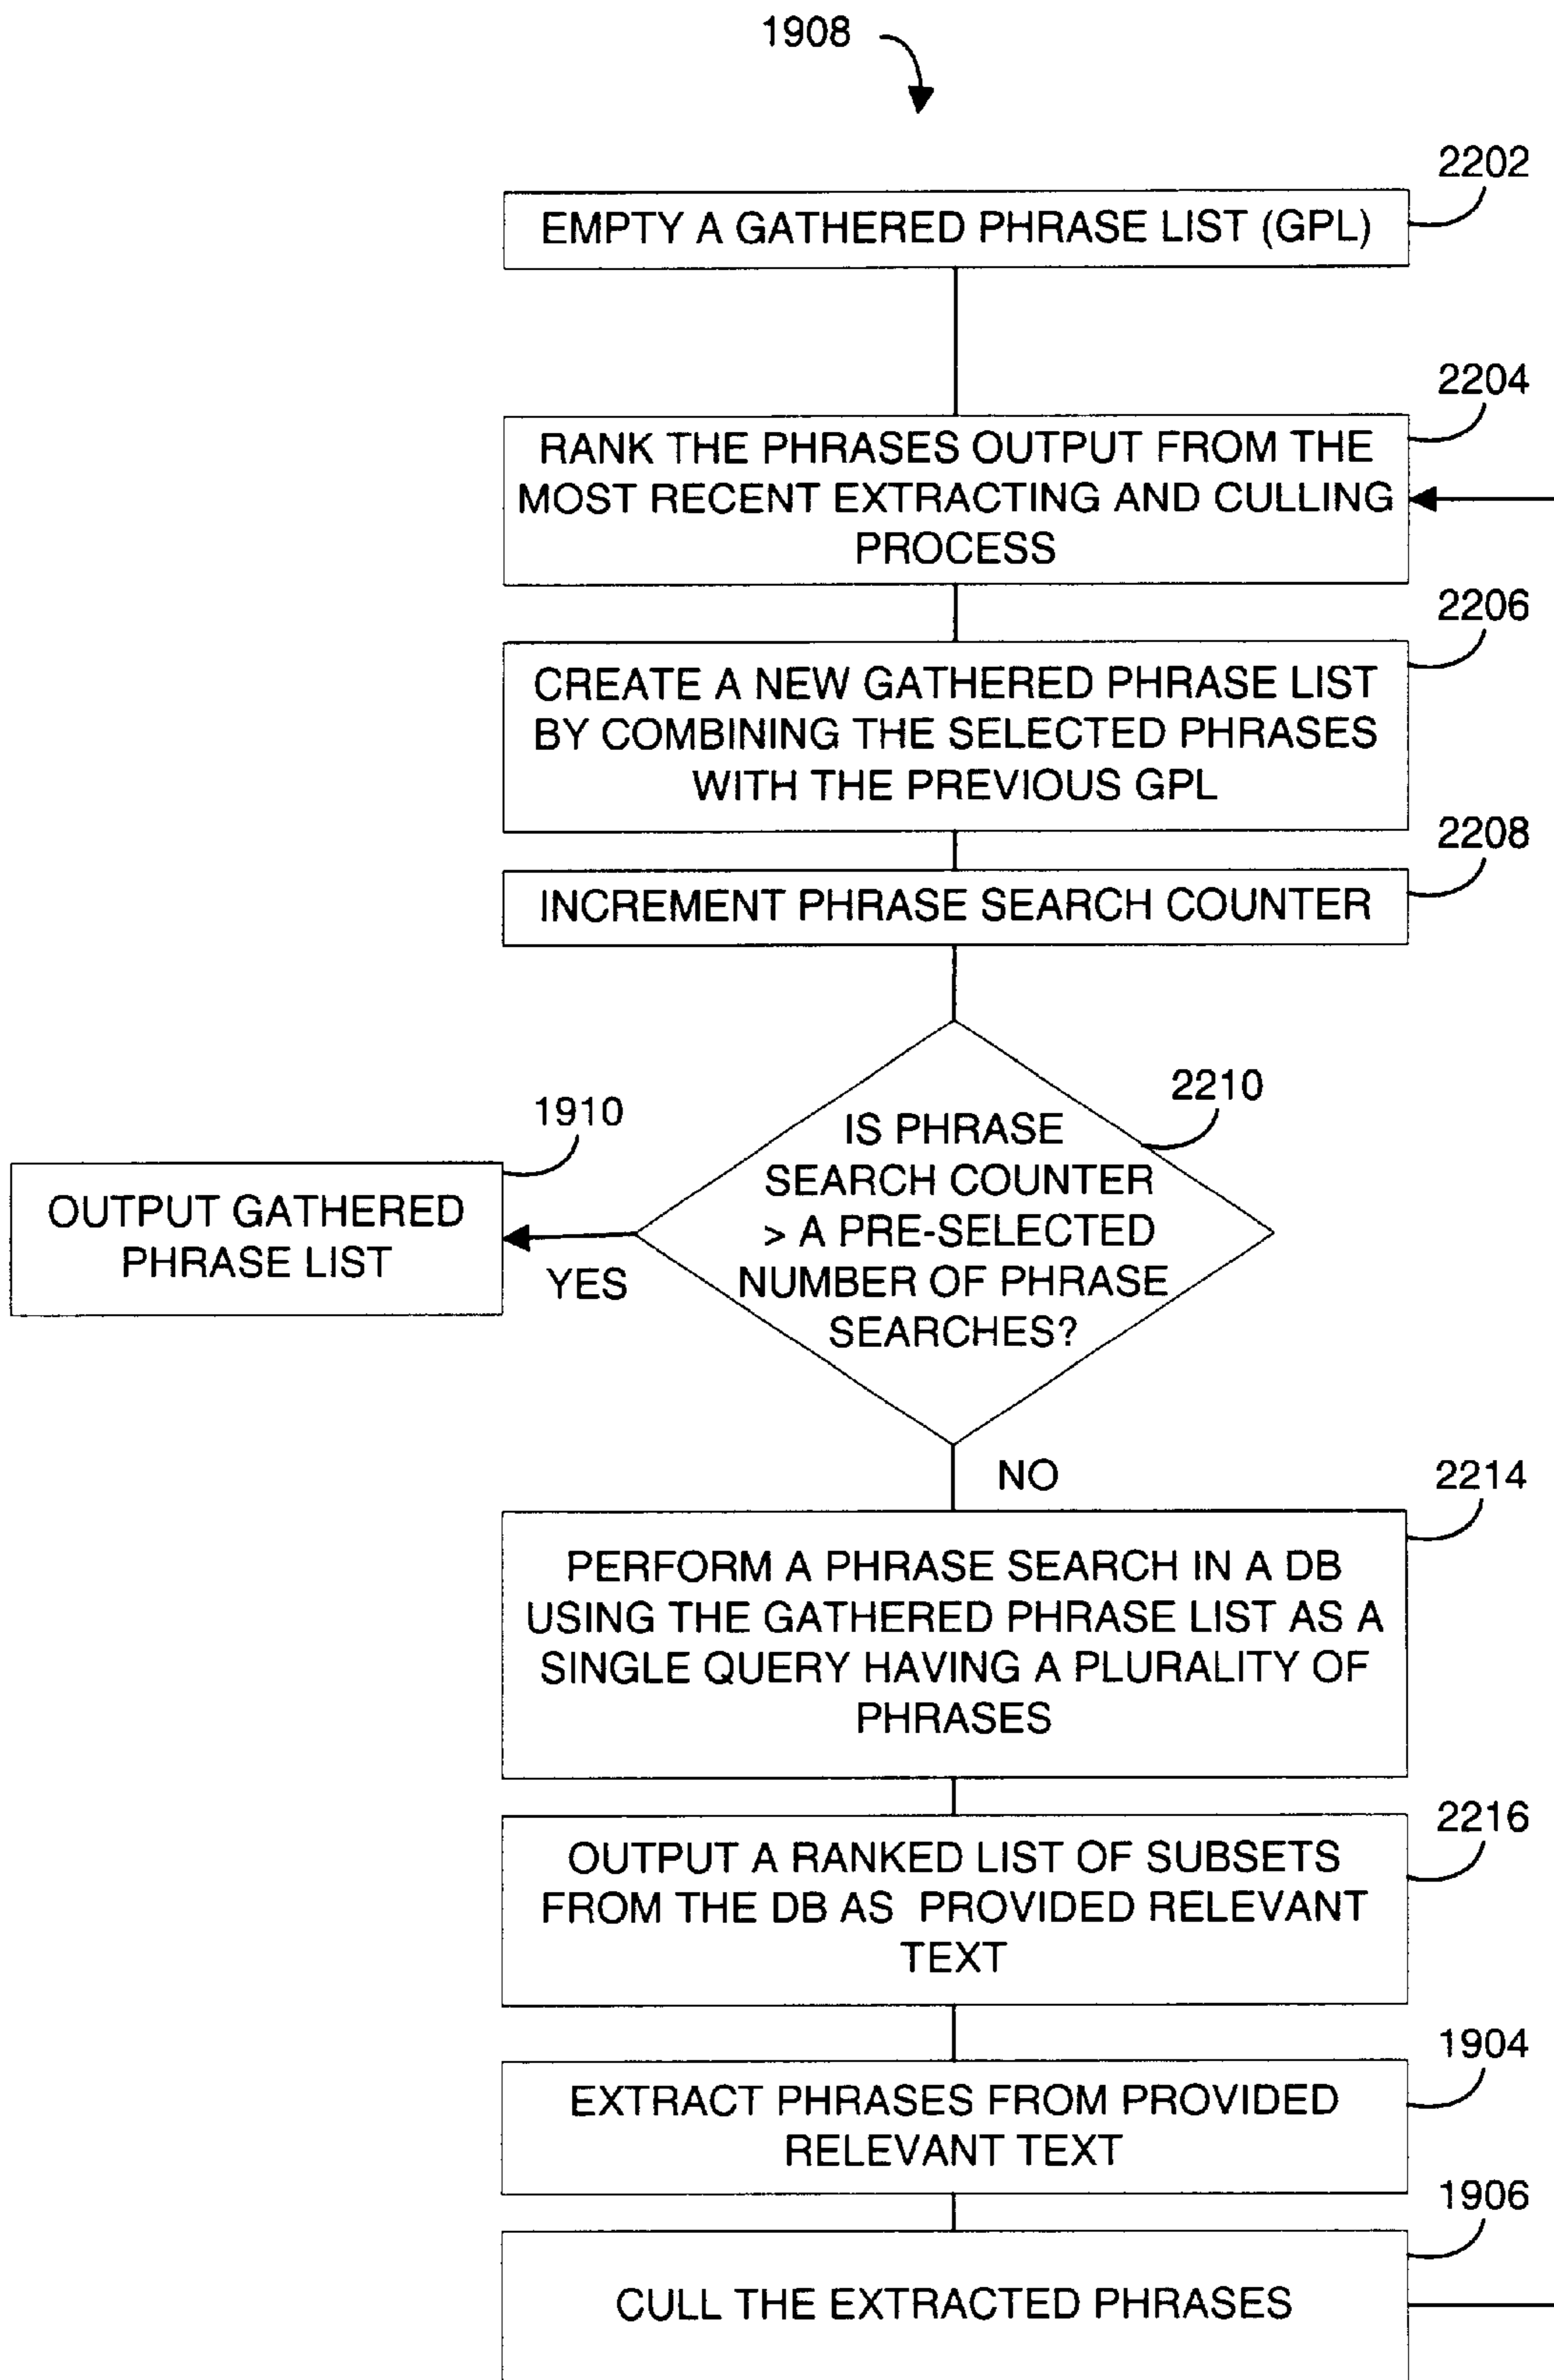 1908
2202
EMPTY A GATHERED PHRASE LIST (GPL)
2204
RANK THE PHRASES OUTPUT FROM THE
MOST RECENT EXTRACTING AND CULLING
PROCESS
2206
CREATE A NEW GATHERED PHRASE LIST
BY COMBINING THE SELECTED PHRASES
WITH THE PREVIOUS GPL
2208
INCREMENT PHRASE SEARCH COUNTER
2210
IS PHRASE
SEARCH COUNTER
> A PRE-SELECTED
NUMBER OF PHRASE
SEARCHES?
1910
OUTPUT GATHERED
PHRASE LIST
YES
NO
2214
PERFORM A PHRASE SEARCH IN A DB
USING THE GATHERED PHRASE LIST AS A
SINGLE QUERY HAVING A PLURALITY OF
PHRASES
2216
OUTPUT A RANKED LIST OF SUBSETS
FROM THE DB AS PROVIDED RELEVANT
TEXT
1904
EXTRACT PHRASES FROM PROVIDED
RELEVANT TEXT
1906
CULL THE EXTRACTED PHRASES